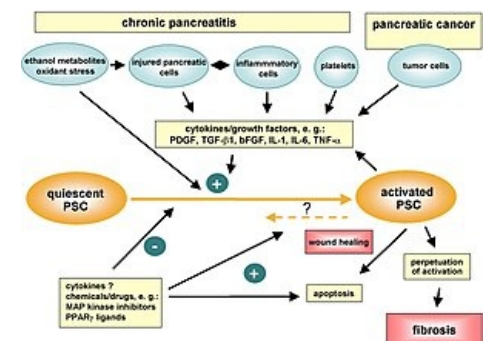 chronic pancreatitis
pancreatic cancer
ethanol metabolites
oxidant stress
injured pancreatic
cells
inflammmatory
cells
platelets
tumor cells
cytokines/growth factors, e. g.:
PDGF, TGF-β1, bFGF, IL-1, IL-6, TNF-α
+
quiescent
PSC
activated
PSC
?
wound healing
-
+
perpetuation
of activation
cytokines ?
chemicals/drugs, e. g.:
MAP kinase inhibitors
PPARγ ligands
apoptosis
fibrosis